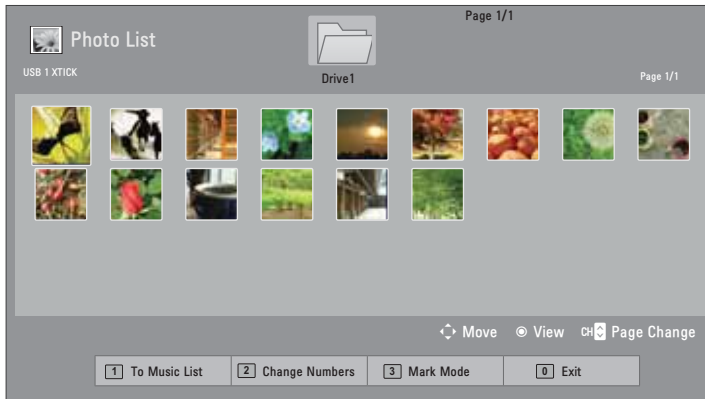 Page 1/1
Photo List
USB 1 XTICK
Drive1
Page 1/1
Move View CH Page Change
1 To Music List 2 Change Numbers 3 Mark Mode 0 Exit